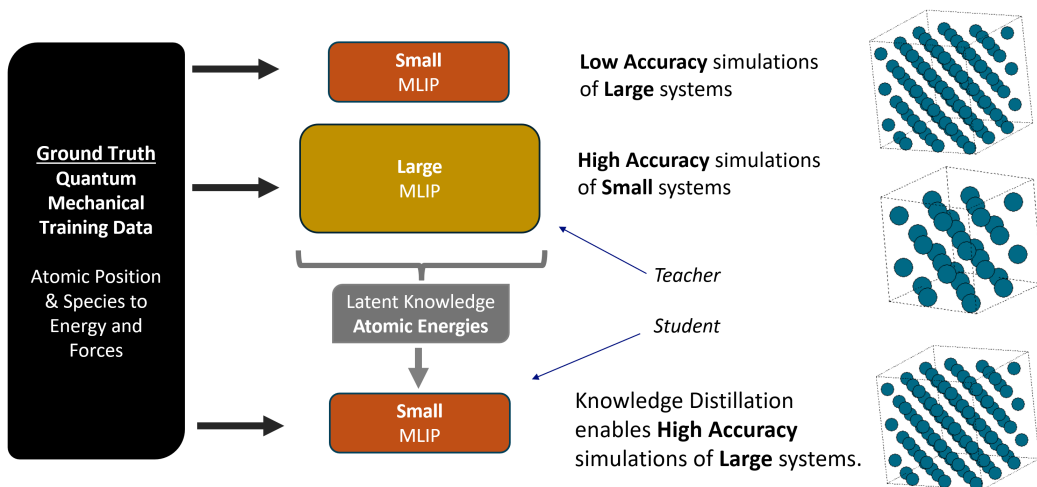 Ground Truth
Quantum
Mechanical
Training Data
Atomic Position
& Species to
Energy and
Forces
Small
MLIP
Low Accuracy simulations
of Large systems
Large
MLIP
High Accuracy simulations
of Small systems
Teacher
Latent Knowledge
Atomic Energies
Student
Small
MLIP
Knowledge Distillation
enables High Accuracy
simulations of Large systems.